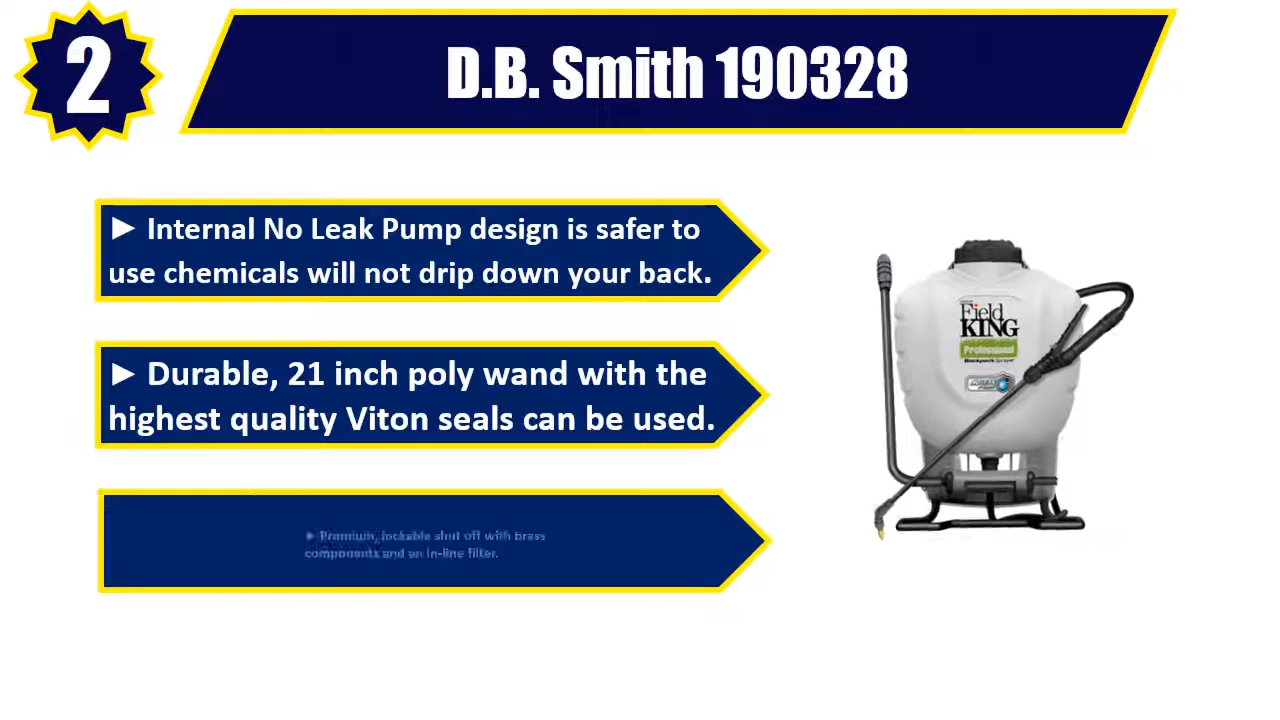 2
D.B. Smith 190328
► Internal No Leak Pump design is safer to
use chemicals will not drip down your back.
► Durable, 21 inch poly wand with the
highest quality Viton seals can be used.
► Premium, lockable shut off with brass
components and an in-line filter.
Field
KING
Professional
Backpack Sprayer